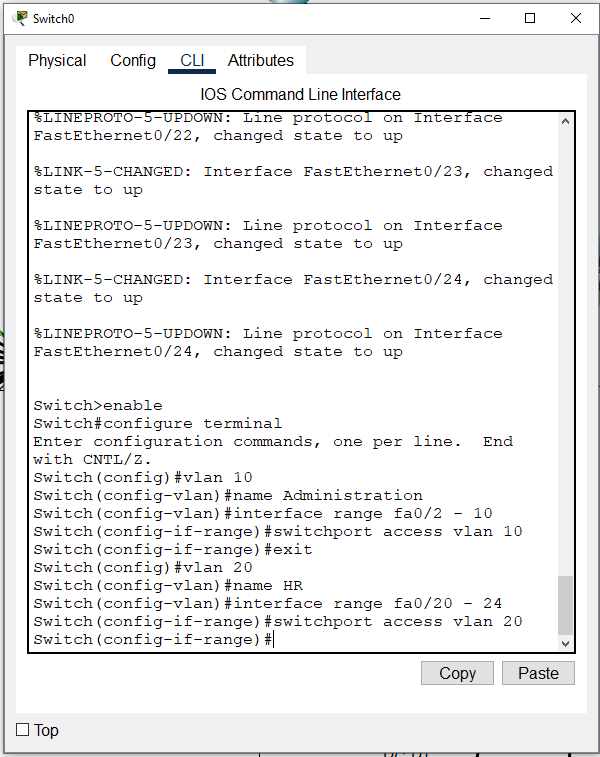 Switch0
Physical Config CLI Attributes
IOS Command Line Interface
%LINEPROTO-5-UPDOWN: Line protocol on Interface
FastEthernet0/22, changed state to up
%LINK-5-CHANGED: Interface FastEthernet0/23, changed
state to up
%LINEPROTO-5-UPDOWN: Line protocol on Interface
FastEthernet0/23, changed state to up
%LINK-5-CHANGED: Interface FastEthernet0/24, changed
state to up
%LINEPROTO-5-UPDOWN: Line protocol on Interface
FastEthernet0/24, changed state to up
Switch>enable
Switch#configure terminal
Enter configuration commands, one per line.  End
with CNTL/Z.
Switch(config)#vlan 10
Switch(config-vlan)#name Administration
Switch(config-vlan)#interface range fa0/2 - 10
Switch(config-if-range)#switchport access vlan 10
Switch(config-if-range)#exit
Switch(config)#vlan 20
Switch(config-vlan)#name HR
Switch(config-vlan)#interface range fa0/20 - 24
Switch(config-if-range)#switchport access vlan 20
Switch(config-if-range)#
Copy Paste
Top